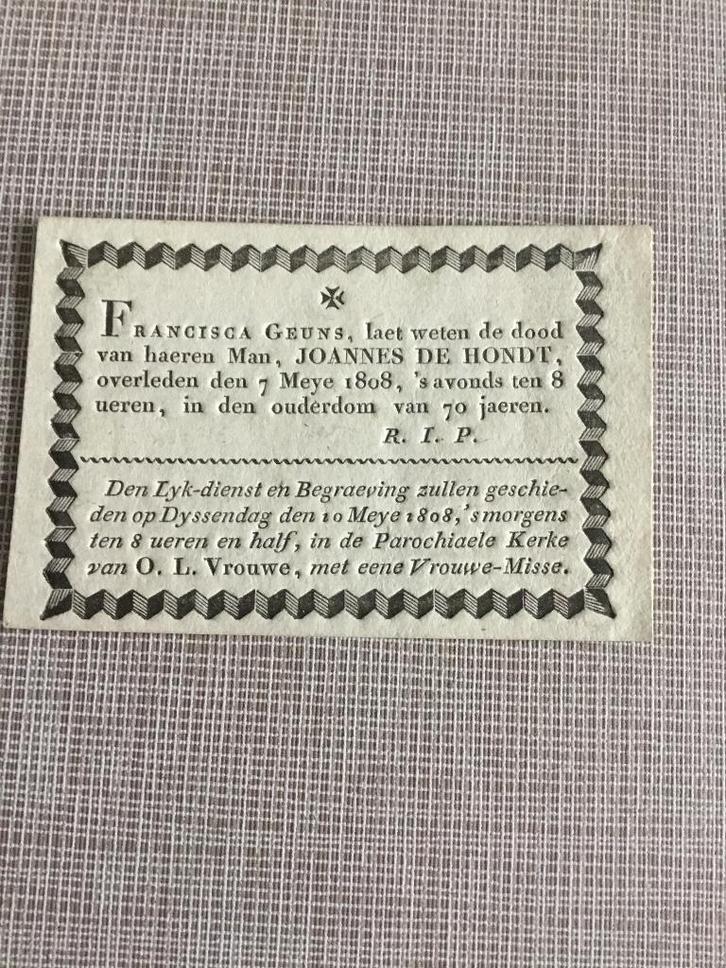 FRANCISCA GEUNS, laet weten de dood
van haeren Man, JOANNES DE HONDT,
overleden den 7 Meye 1808, 's avonds ten 8
ueren, in den ouderdom van 70 jaeren.
R. I. P.
Den Lyk-dienst en Begraeving zullen geschie-
den op Dyssendag den 10 Meye 1808, 's morgens
ten 8 ueren en half, in de Parochiaele Kerke
van O. L. Vrouwe, met eene Vrouwe-Misse.